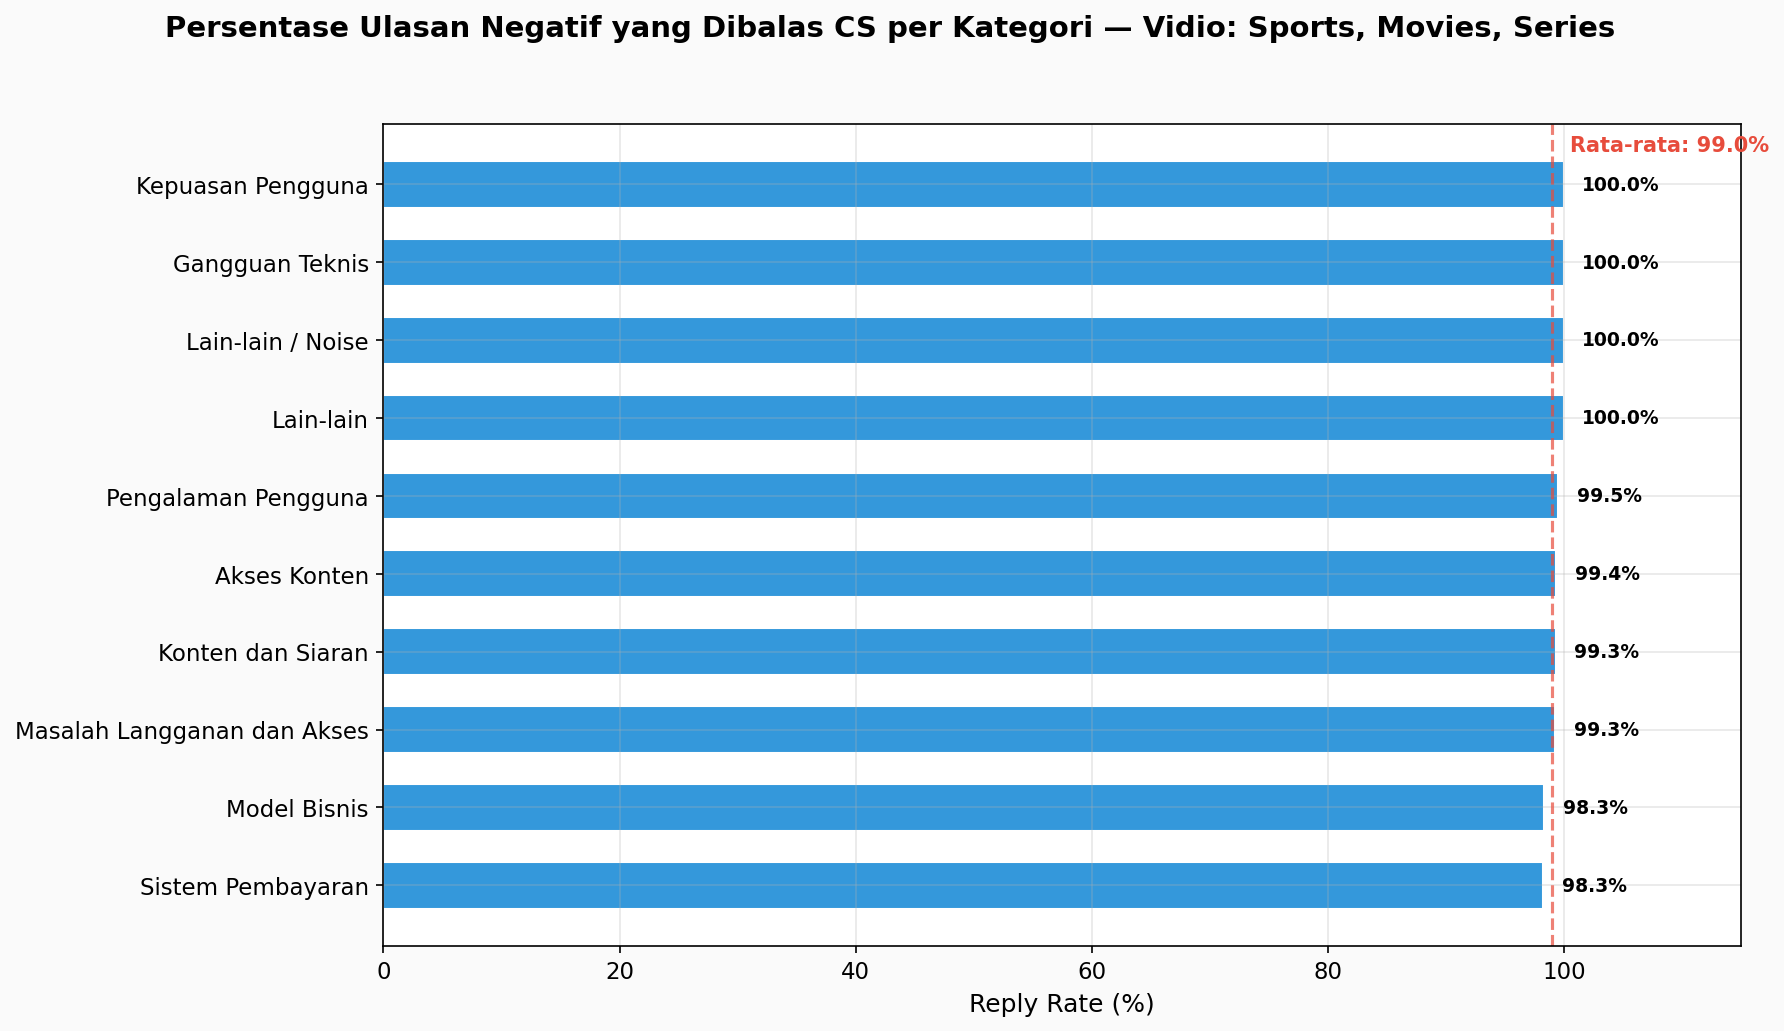 Persentase Ulasan Negatif yang Dibalas CS per Kategori — Vidio: Sports, Movies, Series
Rata-rata: 99.0%
Kepuasan Pengguna 100.0%
Gangguan Teknis 100.0%
Lain-lain / Noise 100.0%
Lain-lain 100.0%
Pengalaman Pengguna 99.5%
Akses Konten 99.4%
Konten dan Siaran 99.3%
Masalah Langganan dan Akses 99.3%
Model Bisnis 98.3%
Sistem Pembayaran 98.3%
0 20 40 60 80 100
Reply Rate (%)